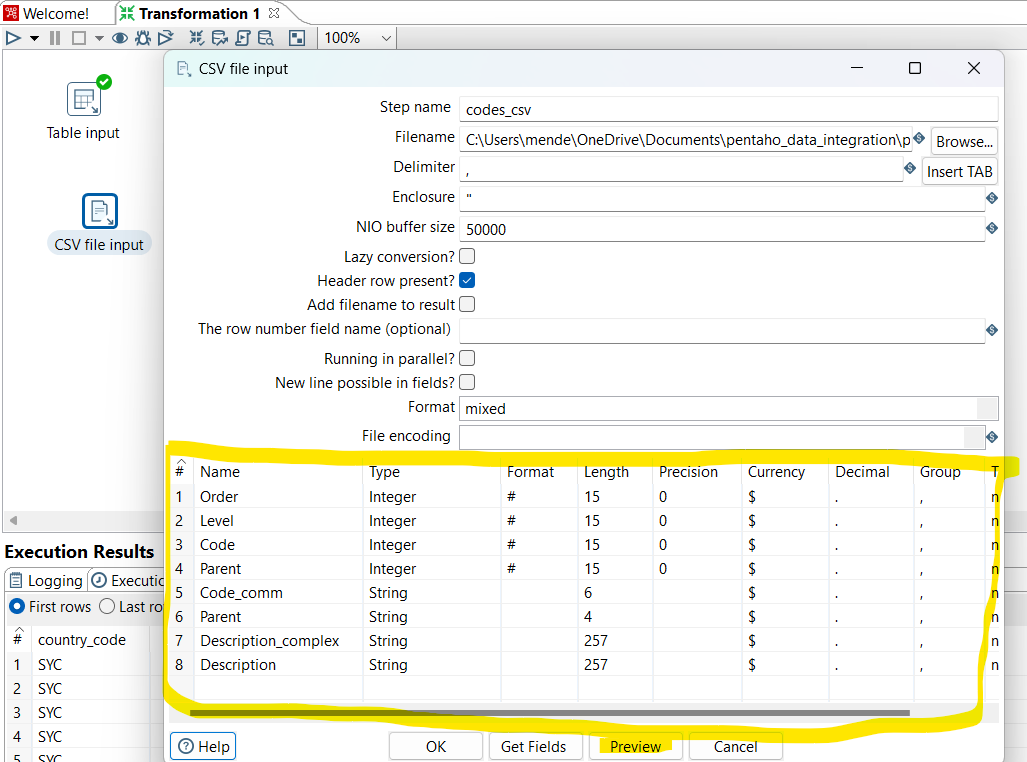 Welcome!
Transformation 1
100%
Table input
CSV file input
CSV file input
Step name codes_csv
Filename C:\Users\mende\OneDrive\Documents\pentaho_data_integration\p Browse...
Delimiter , Insert TAB
Enclosure "
NIO buffer size 50000
Lazy conversion?
Header row present?
Add filename to result
The row number field name (optional)
Running in parallel?
New line possible in fields?
Format mixed
File encoding
# Name Type Format Length Precision Currency Decimal Group T
1 Order Integer # 15 0 $ . , n
2 Level Integer # 15 0 $ . , n
3 Code Integer # 15 0 $ . , n
4 Parent Integer # 15 0 $ . , n
5 Code_comm String 6 $ . , n
6 Parent String 4 $ . , n
7 Description_complex String 257 $ . , n
8 Description String 257 $ . , n
Help OK Get Fields Preview Cancel
Execution Results
Logging Executic
First rows Last ro
# country_code
1 SYC
2 SYC
3 SYC
4 SYC
5 SYC